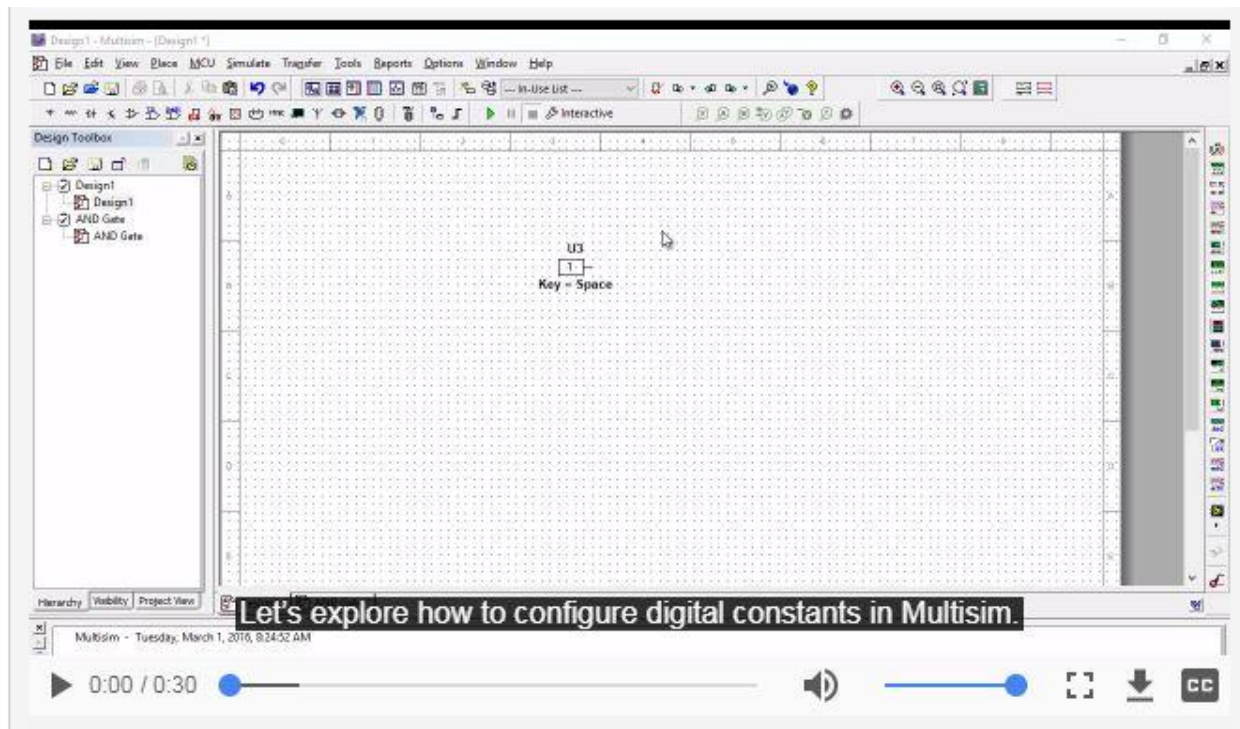 Design1 - Multisim - [Design1 *]
File Edit View Place MCU Simulate Transfer Tools Reports Options Window Help
--- In-Use List ---
Interactive
Design Toolbox
Design1
Design1
AND Gate
AND Gate
U3
1
Key = Space
Hierarchy Visibility Project View
Let's explore how to configure digital constants in Multisim.
Multisim - Tuesday, March 1, 2016, 8:24:52 AM
0:00 / 0:30
CC